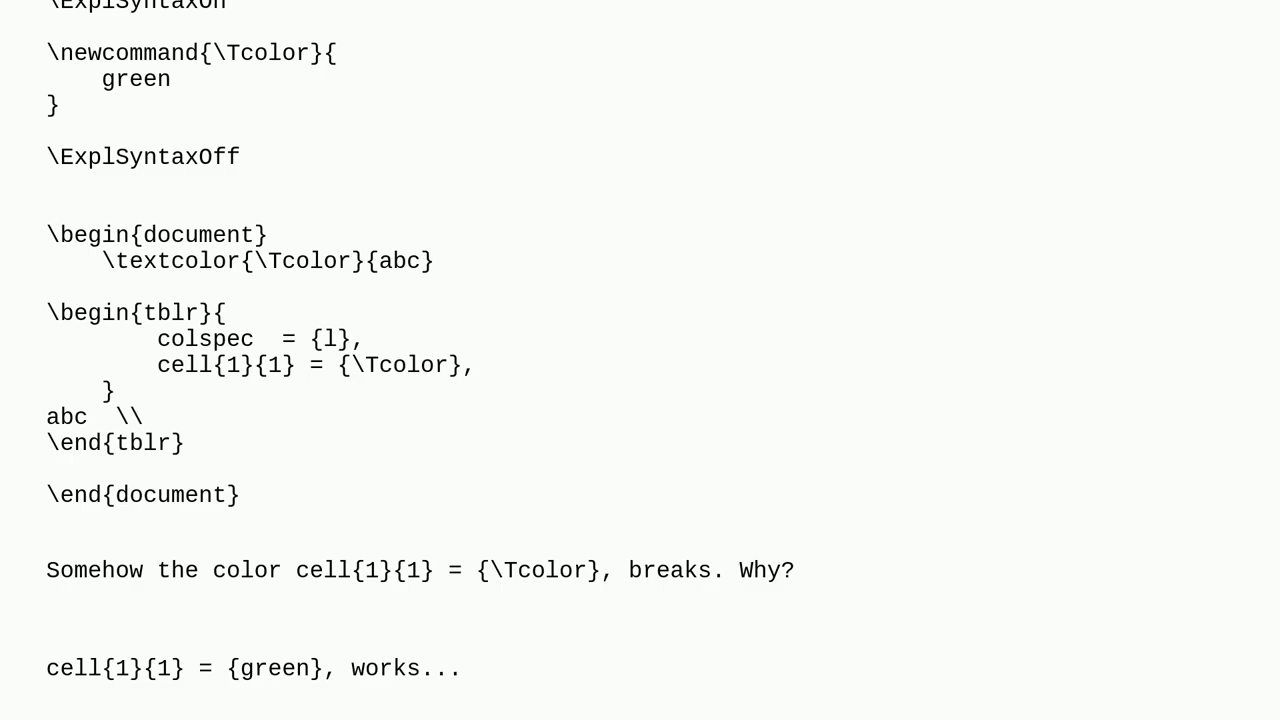 \ExplSyntaxOn
\newcommand{\Tcolor}{
    green
}
\ExplSyntaxOff
\begin{document}
    \textcolor{\Tcolor}{abc}
\begin{tblr}{
        colspec  = {l},
        cell{1}{1} = {\Tcolor},
    }
abc  \\
\end{tblr}
\end{document}
Somehow the color cell{1}{1} = {\Tcolor}, breaks. Why?
cell{1}{1} = {green}, works...